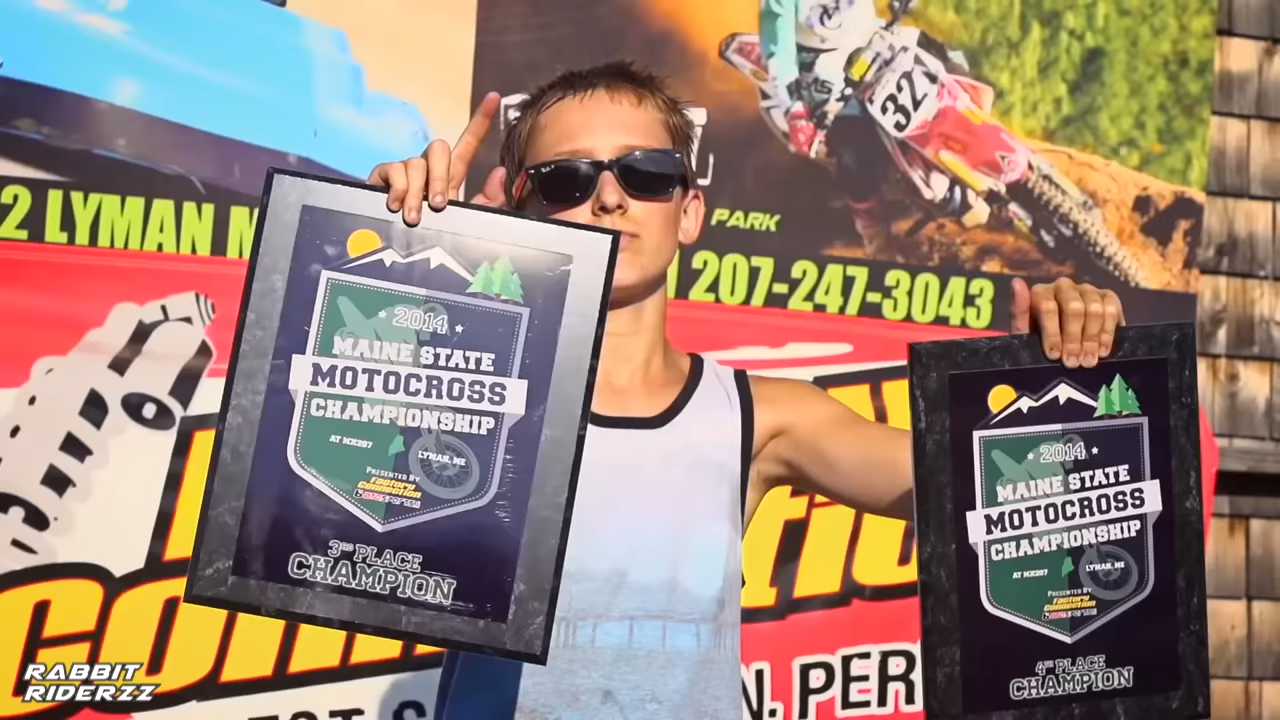 2 LYMAN
PARK
207-247-3043
321
Ray-Ban
2014
MAINE STATE
MOTOCROSS
CHAMPIONSHIP
AT MX207
LYMAN, ME
PRESENTED BY
Factory
Connection
3RD PLACE
CHAMPION
2014
MAINE STATE
MOTOCROSS
CHAMPIONSHIP
AT MX207
LYMAN, ME
PRESENTED BY
Factory
Connection
4TH PLACE
CHAMPION
N. PER
RABBIT
RIDERZZ